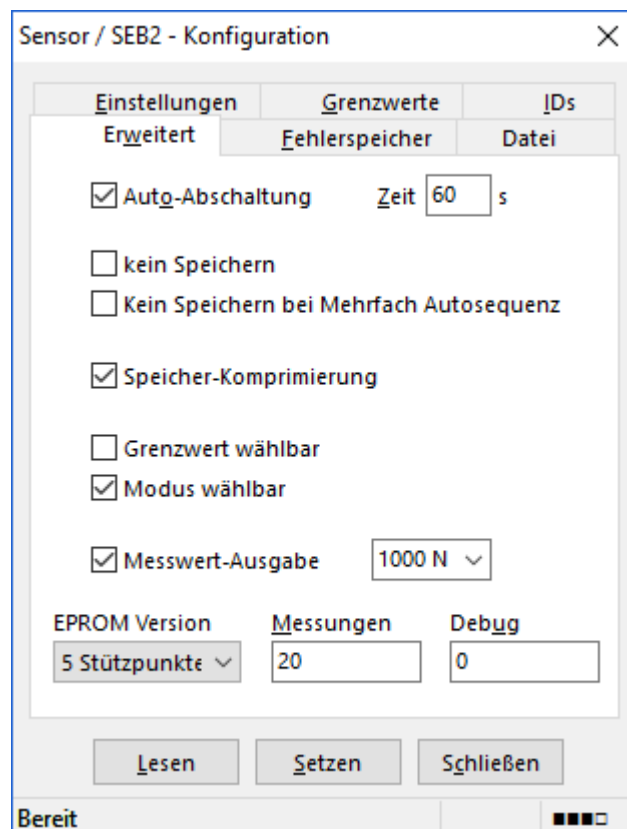 Sensor / SEB2 - Konfiguration
Einstellungen Grenzwerte IDs
Erweitert Fehlerspeicher Datei
Auto-Abschaltung Zeit 60 s
kein Speichern
Kein Speichern bei Mehrfach Autosequenz
Speicher-Komprimierung
Grenzwert wählbar
Modus wählbar
Messwert-Ausgabe 1000 N
EPROM Version Messungen Debug
5 Stützpunkte 20 0
Lesen Setzen Schließen
Bereit